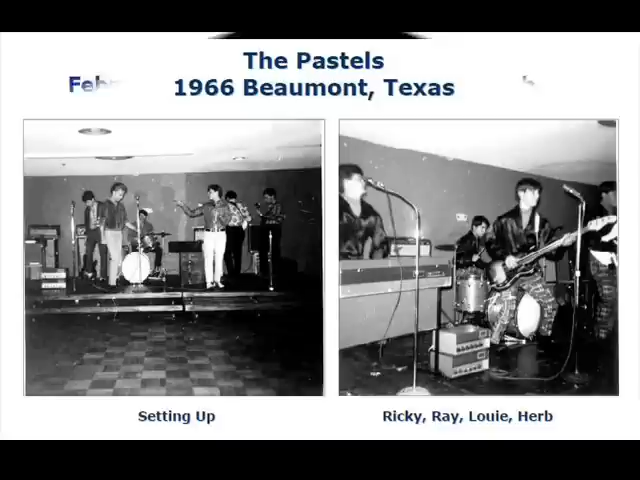 The Pastels
1966 Beaumont, Texas
Setting Up
Ricky, Ray, Louie, Herb